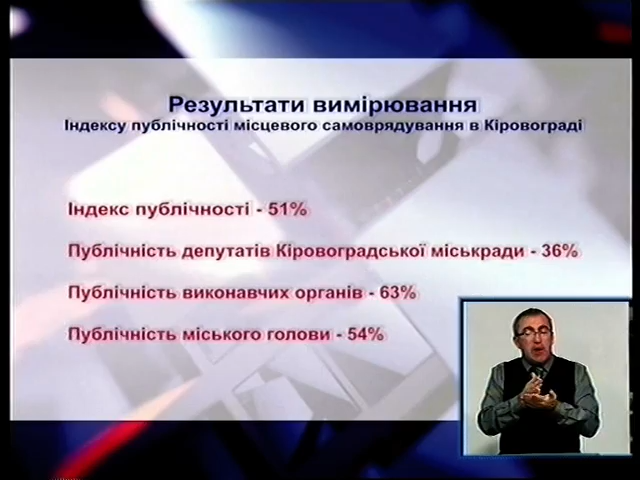 Результати вимірювання
Індексу публічності місцевого самоврядування в Кіровограді
Індекс публічності - 51%
Публічність депутатів Кіровоградської міськради - 36%
Публічність виконавчих органів - 63%
Публічність міського голови - 54%